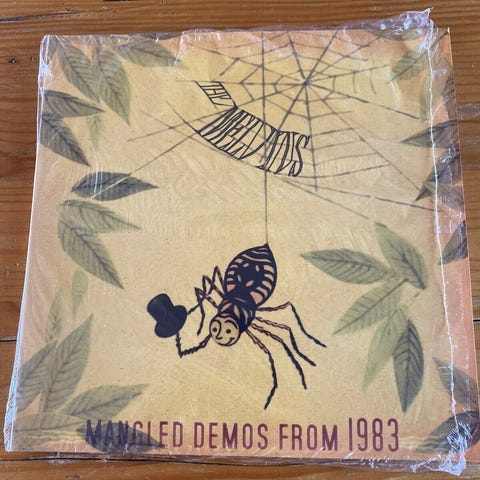 THE
MELVINS
MANGLED DEMOS FROM 1983